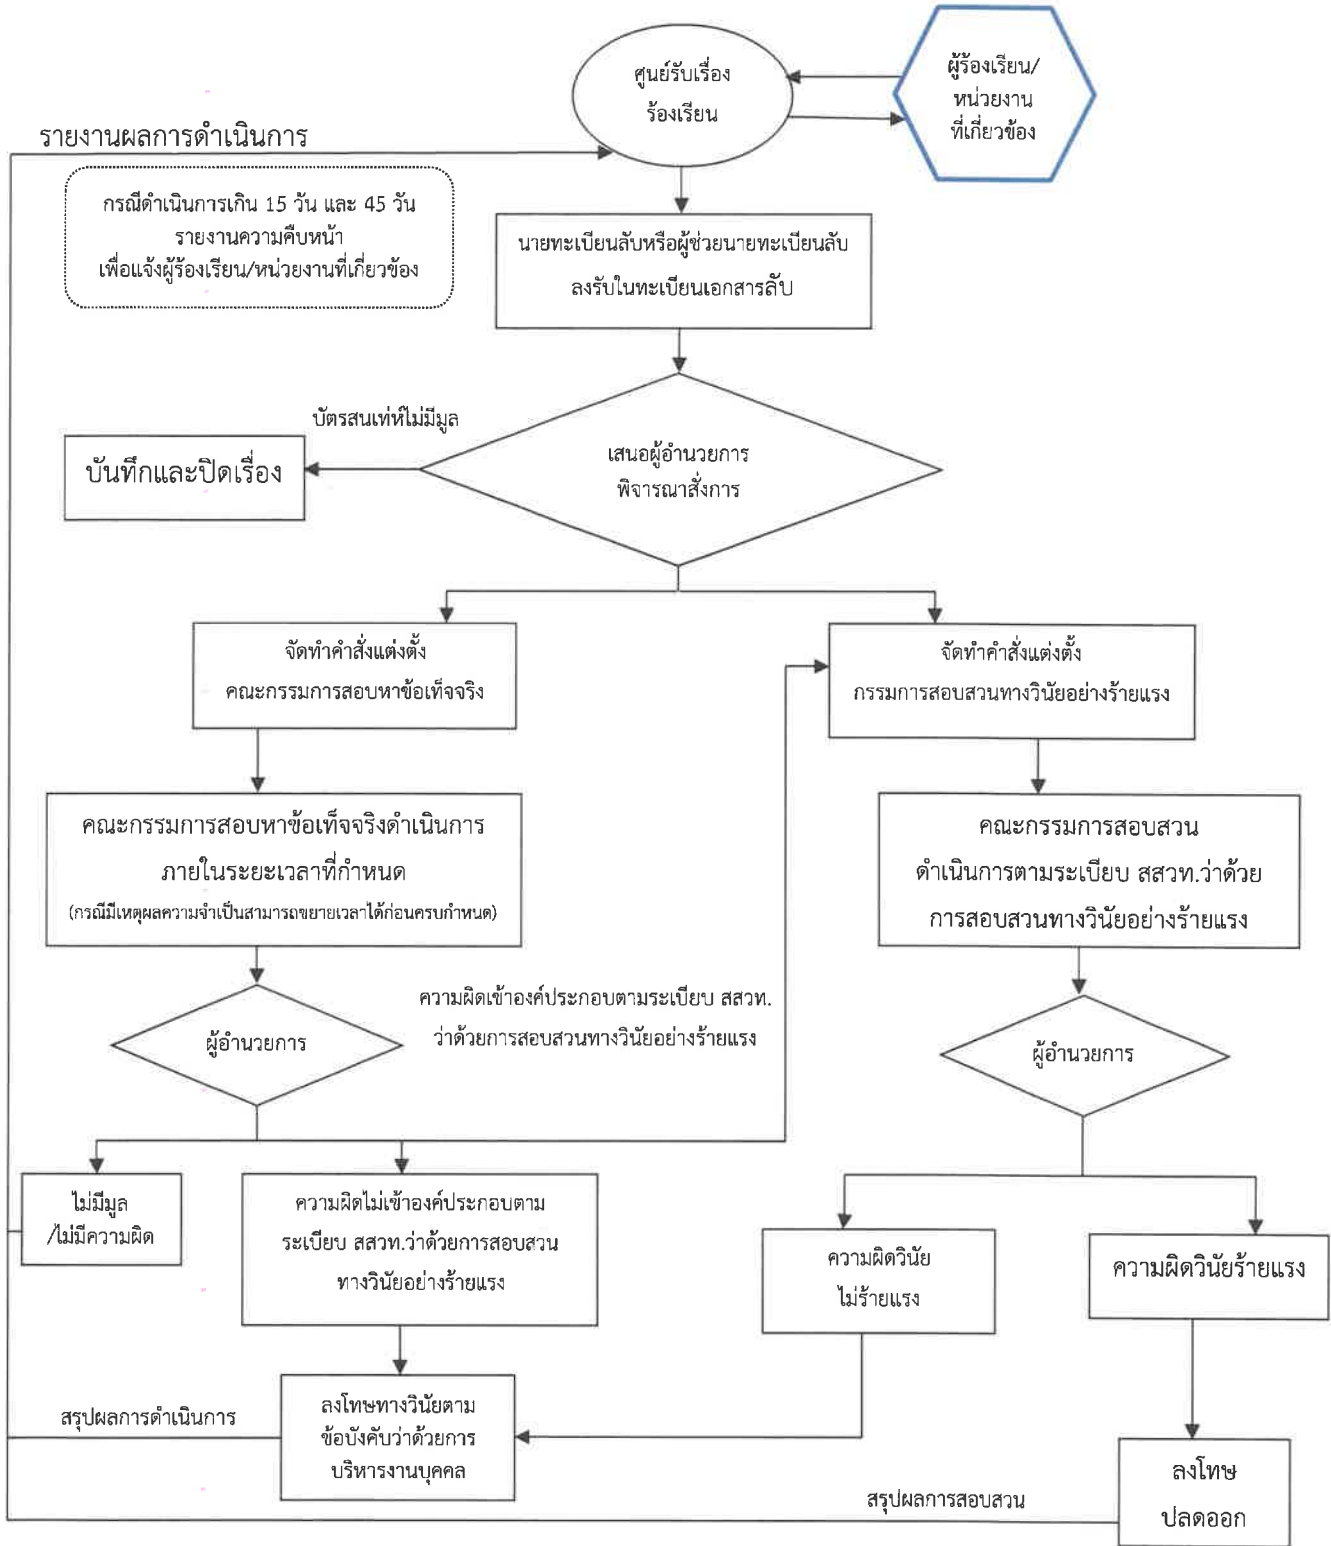 ศูนย์รับเรื่อง
ร้องเรียน
ผู้ร้องเรียน/
หน่วยงาน
ที่เกี่ยวข้อง
รายงานผลการดำเนินการ
กรณีดำเนินการเกิน 15 วัน และ 45 วัน
รายงานความคืบหน้า
เพื่อแจ้งผู้ร้องเรียน/หน่วยงานที่เกี่ยวข้อง
นายทะเบียนลับหรือผู้ช่วยนายทะเบียนลับ
ลงรับในทะเบียนเอกสารลับ
บัตรสนเท่ห์ไม่มีมูล
บันทึกและปิดเรื่อง
เสนอผู้อำนวยการ
พิจารณาสั่งการ
จัดทำคำสั่งแต่งตั้ง
คณะกรรมการสอบหาข้อเท็จจริง
จัดทำคำสั่งแต่งตั้ง
กรรมการสอบสวนทางวินัยอย่างร้ายแรง
คณะกรรมการสอบหาข้อเท็จจริงดำเนินการ
ภายในระยะเวลาที่กำหนด
(กรณีมีเหตุผลความจำเป็นสามารถขยายเวลาได้ก่อนครบกำหนด)
คณะกรรมการสอบสวน
ดำเนินการตามระเบียบ สสวท.ว่าด้วย
การสอบสวนทางวินัยอย่างร้ายแรง
ความผิดเข้าองค์ประกอบตามระเบียบ สสวท.
ว่าด้วยการสอบสวนทางวินัยอย่างร้ายแรง
ผู้อำนวยการ
ผู้อำนวยการ
ไม่มีมูล
/ไม่มีความผิด
ความผิดไม่เข้าองค์ประกอบตาม
ระเบียบ สสวท.ว่าด้วยการสอบสวน
ทางวินัยอย่างร้ายแรง
ความผิดวินัย
ไม่ร้ายแรง
ความผิดวินัยร้ายแรง
สรุปผลการดำเนินการ
ลงโทษทางวินัยตาม
ข้อบังคับว่าด้วยการ
บริหารงานบุคคล
สรุปผลการสอบสวน
ลงโทษ
ปลดออก